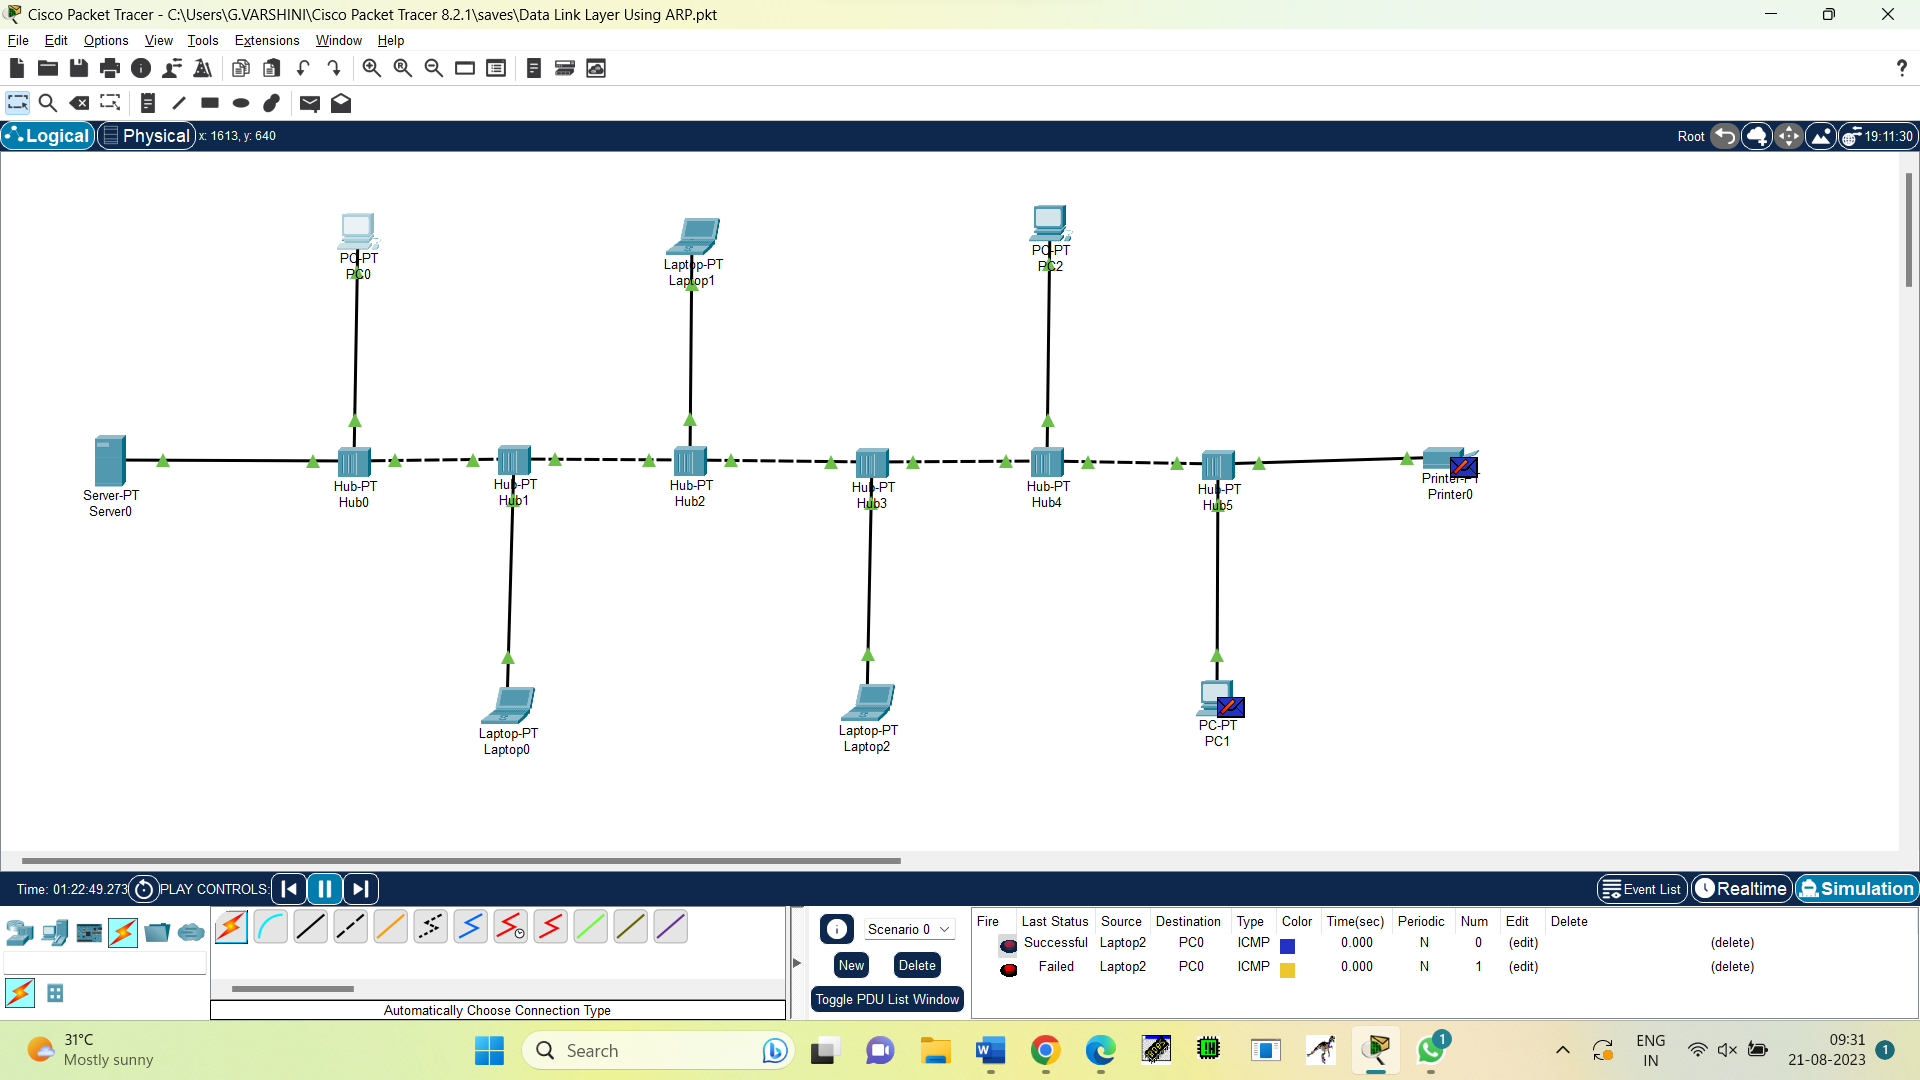 Cisco Packet Tracer - C:\Users\G.VARSHINI\Cisco Packet Tracer 8.2.1\saves\Data Link Layer Using ARP.pkt
File Edit Options View Tools Extensions Window Help
?
Logical Physical x: 1613, y: 640 Root 19:11:30
PC-PT
PC0
Laptop-PT
Laptop1
PC-PT
PC2
Server-PT
Server0
Hub-PT
Hub0
Hub-PT
Hub1
Hub-PT
Hub2
Hub-PT
Hub3
Hub-PT
Hub4
Hub-PT
Hub5
Printer-PT
Printer0
Laptop-PT
Laptop0
Laptop-PT
Laptop2
PC-PT
PC1
Time: 01:22:49.273 PLAY CONTROLS: Event List Realtime Simulation
Automatically Choose Connection Type
Scenario 0
New Delete
Toggle PDU List Window
Fire Last Status Source Destination Type Color Time(sec) Periodic Num Edit Delete
Successful Laptop2 PC0 ICMP 0.000 N 0 (edit) (delete)
Failed Laptop2 PC0 ICMP 0.000 N 1 (edit) (delete)
31°C
Mostly sunny
Search
1
ENG
IN
09:31
21-08-2023
1